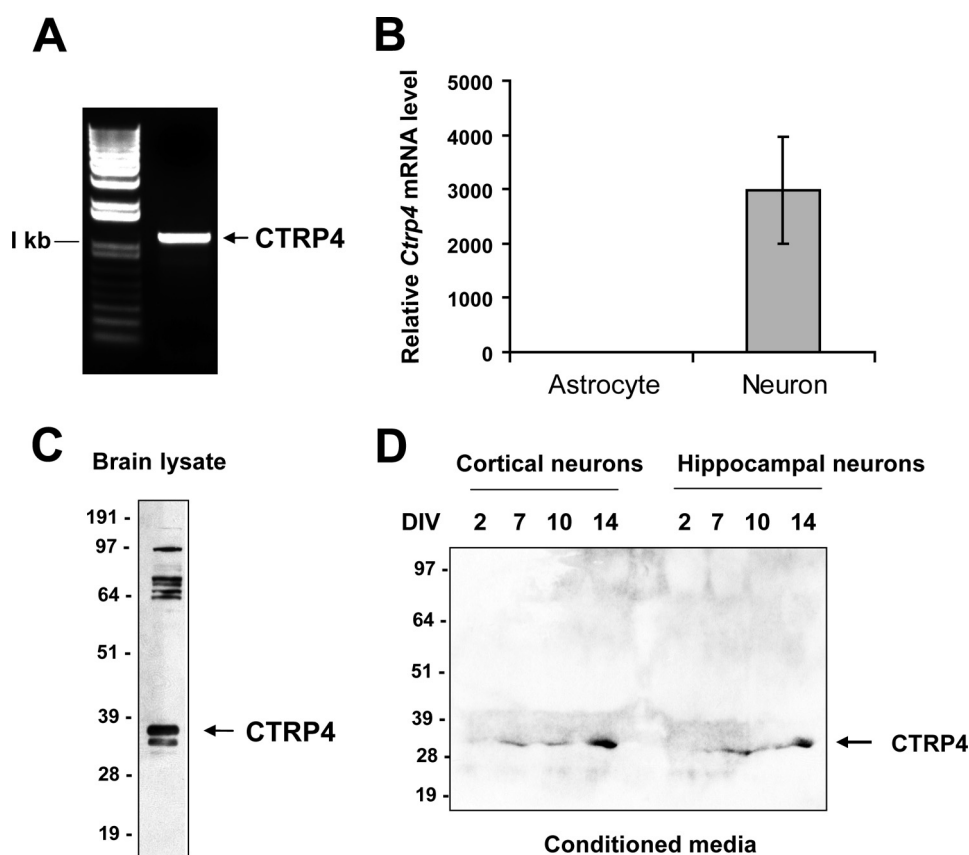 A
1 kb
CTRP4
B
Relative Ctrp4 mRNA level
5000
4000
3000
2000
1000
0
Astrocyte
Neuron
C
Brain lysate
191 -
97 -
64 -
51 -
39 -
28 -
19 -
CTRP4
D
Cortical neurons Hippocampal neurons
DIV 2 7 10 14 2 7 10 14
97 -
64 -
51 -
39 -
28 -
19 -
CTRP4
Conditioned media